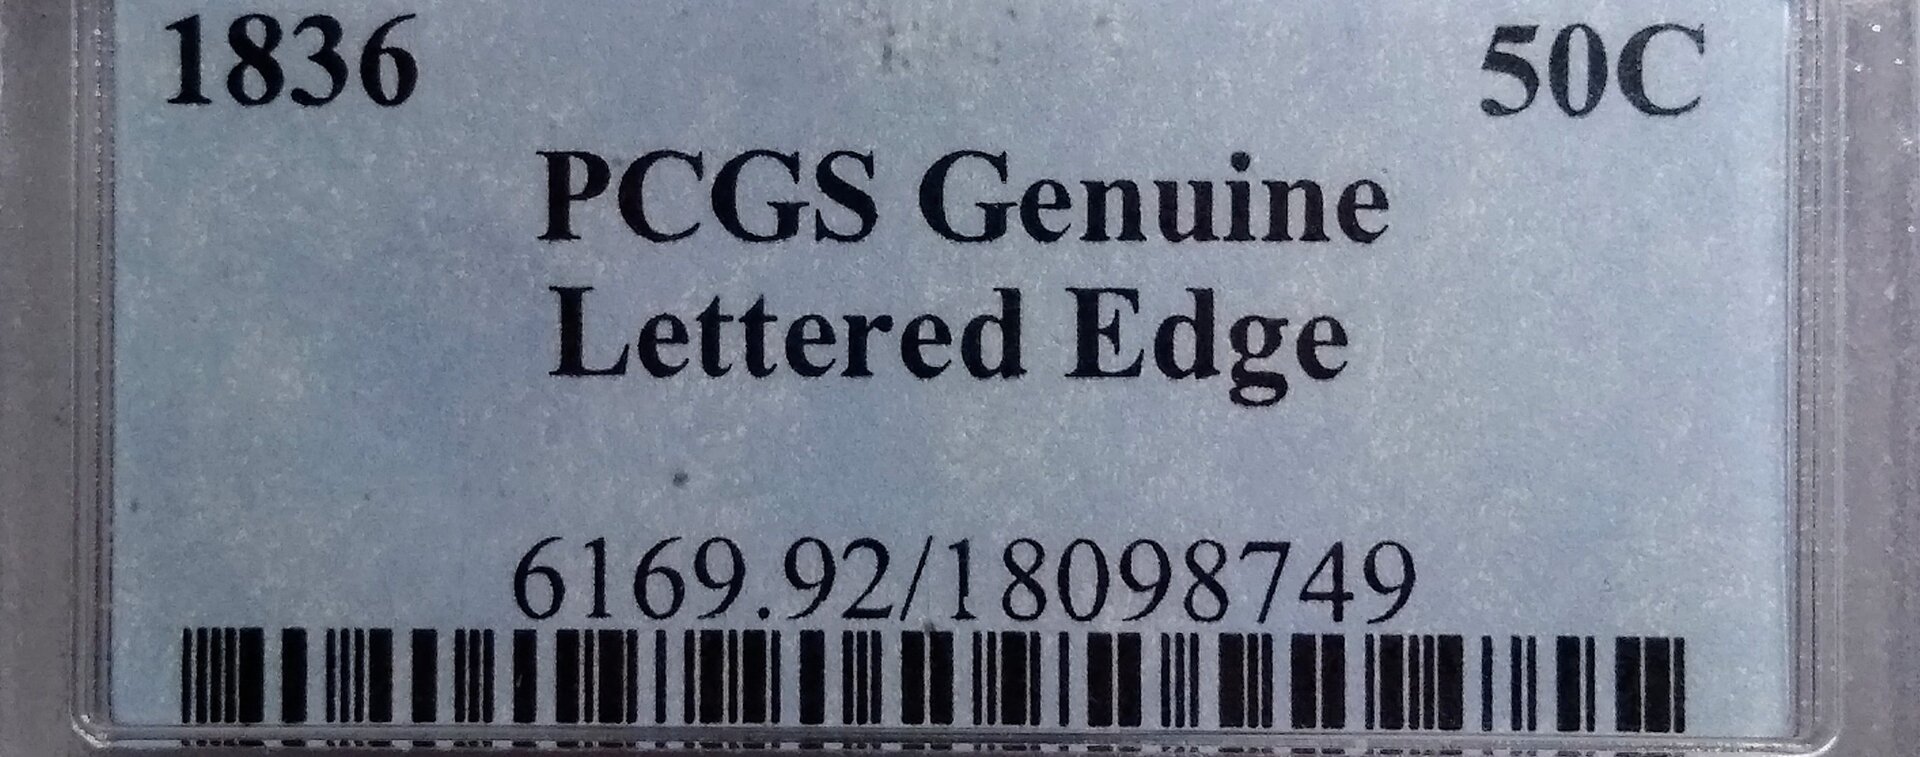 1836 50C
PCGS Genuine
Lettered Edge
6169.92/18098749